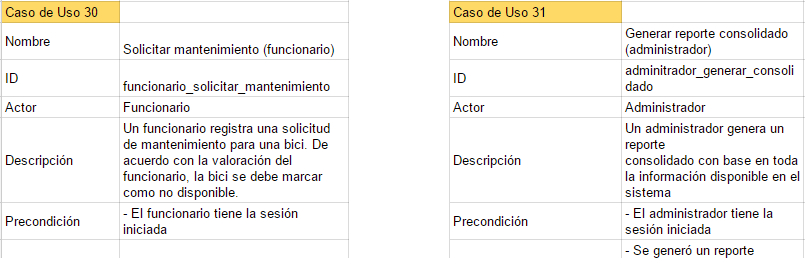 Caso de Uso 30
Nombre
Solicitar mantenimiento (funcionario)
ID
funcionario_solicitar_mantenimiento
Actor
Funcionario
Descripción
Un funcionario registra una solicitud
de mantenimiento para una bici. De
acuerdo con la valoración del
funcionario, la bici se debe marcar
como no disponible.
Precondición
- El funcionario tiene la sesión
iniciada
Caso de Uso 31
Nombre
Generar reporte consolidado
(administrador)
ID
adminitrador_generar_consoli
dado
Actor
Administrador
Descripción
Un administrador genera un
reporte
consolidado con base en toda
la información disponible en el
sistema
Precondición
- El administrador tiene la
sesión iniciada
- Se generó un reporte